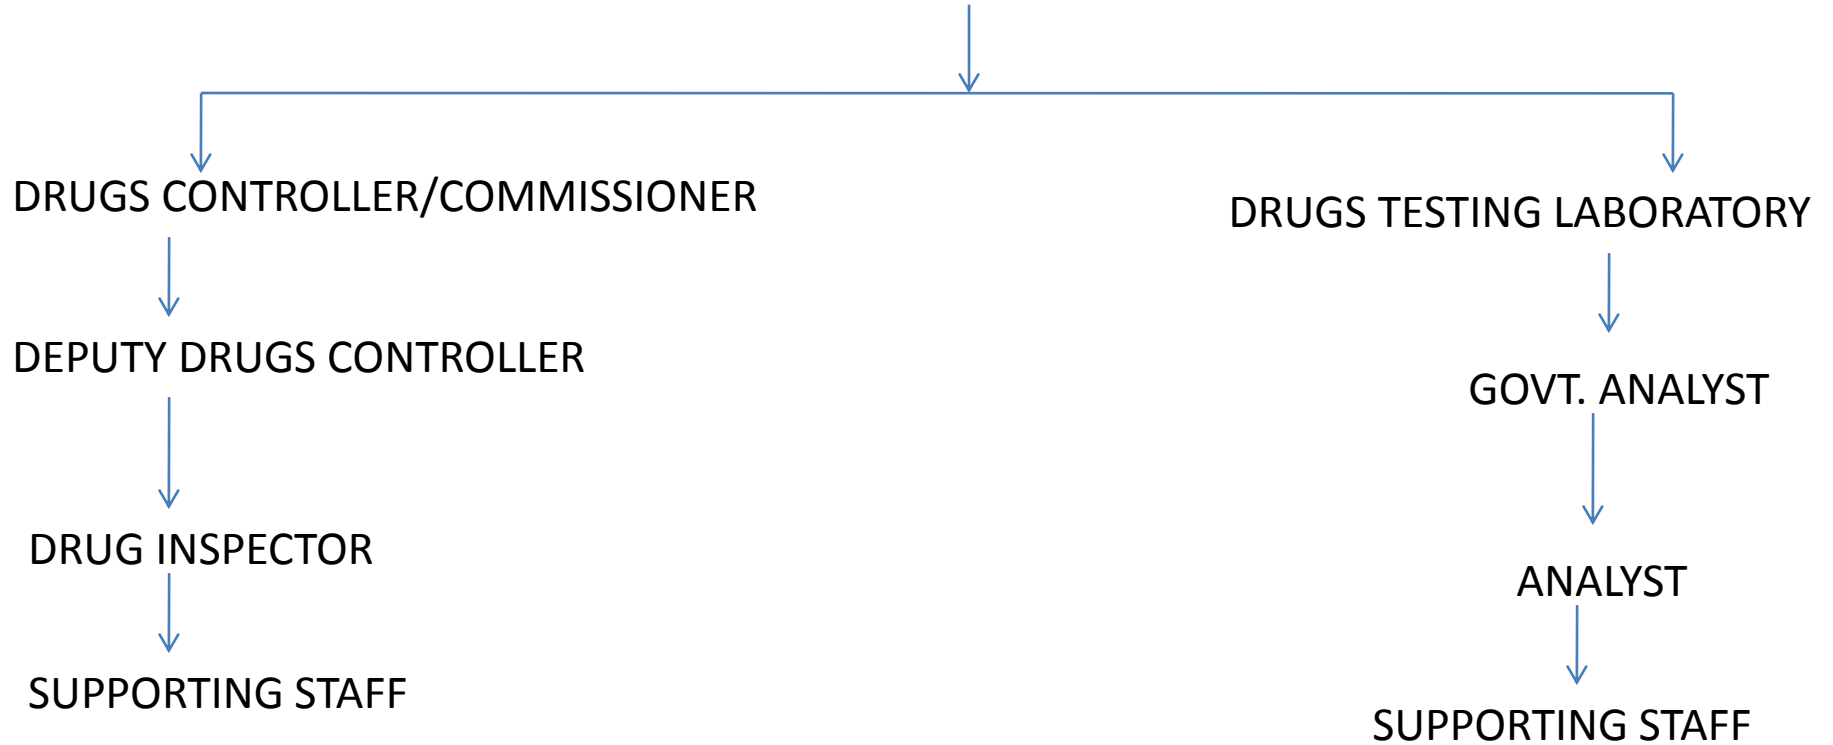 DRUGS CONTROLLER/COMMISSIONER
DRUGS TESTING LABORATORY
DEPUTY DRUGS CONTROLLER
GOVT. ANALYST
DRUG INSPECTOR
ANALYST
SUPPORTING STAFF
SUPPORTING STAFF